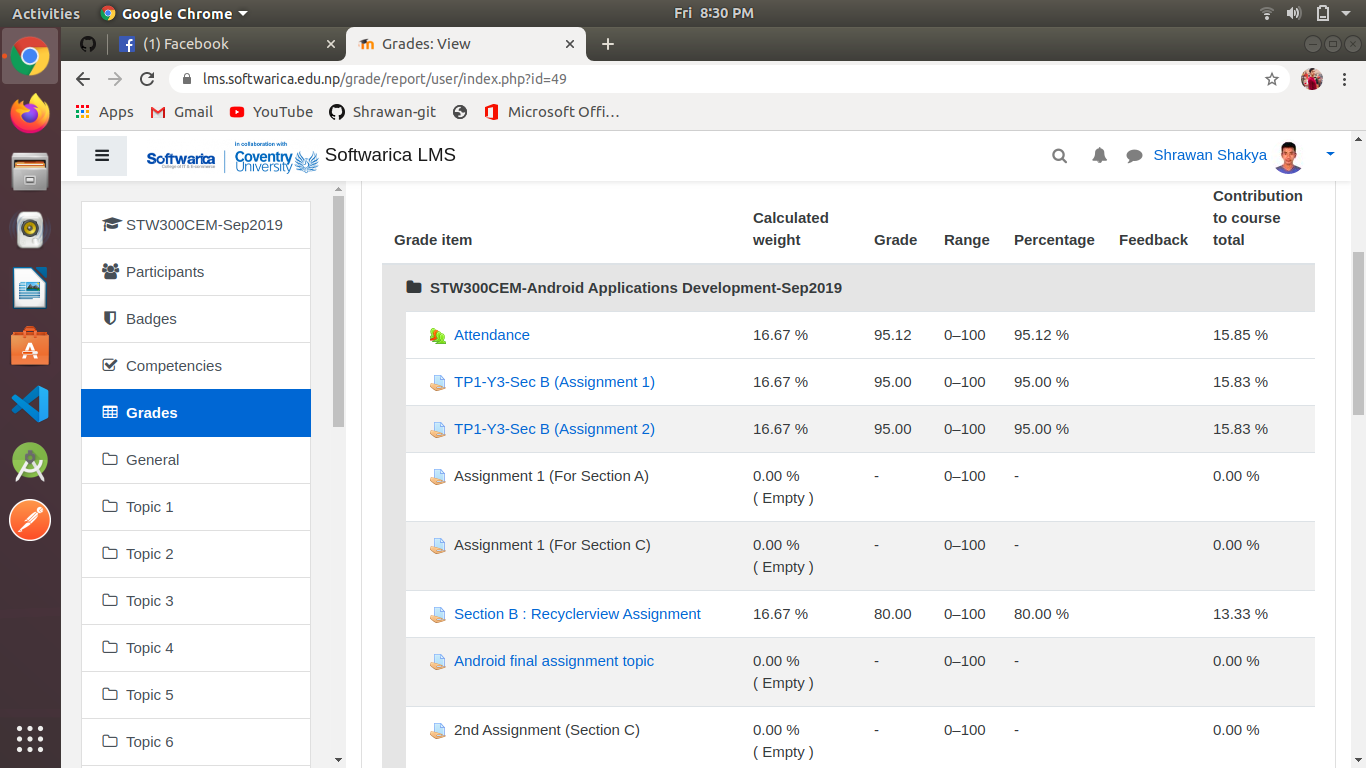 Activities
Google Chrome
Fri 8:30 PM
(1) Facebook
Grades: View
lms.softwarica.edu.np/grade/report/user/index.php?id=49
Apps
Gmail
YouTube
Shrawan-git
Microsoft Offi…
Softwarica
College of IT & E-Commerce
in collaboration with
Coventry
University
Softwarica LMS
Shrawan Shakya
STW300CEM-Sep2019
Participants
Badges
Competencies
Grades
General
Topic 1
Topic 2
Topic 3
Topic 4
Topic 5
Topic 6
Grade item
Calculated
weight
Grade
Range
Percentage
Feedback
Contribution
to course
total
STW300CEM-Android Applications Development-Sep2019
Attendance 16.67 % 95.12 0–100 95.12 % 15.85 %
TP1-Y3-Sec B (Assignment 1) 16.67 % 95.00 0–100 95.00 % 15.83 %
TP1-Y3-Sec B (Assignment 2) 16.67 % 95.00 0–100 95.00 % 15.83 %
Assignment 1 (For Section A) 0.00 % - 0–100 - 0.00 %
( Empty )
Assignment 1 (For Section C) 0.00 % - 0–100 - 0.00 %
( Empty )
Section B : Recyclerview Assignment 16.67 % 80.00 0–100 80.00 % 13.33 %
Android final assignment topic 0.00 % - 0–100 - 0.00 %
( Empty )
2nd Assignment (Section C) 0.00 % - 0–100 - 0.00 %
( Empty )